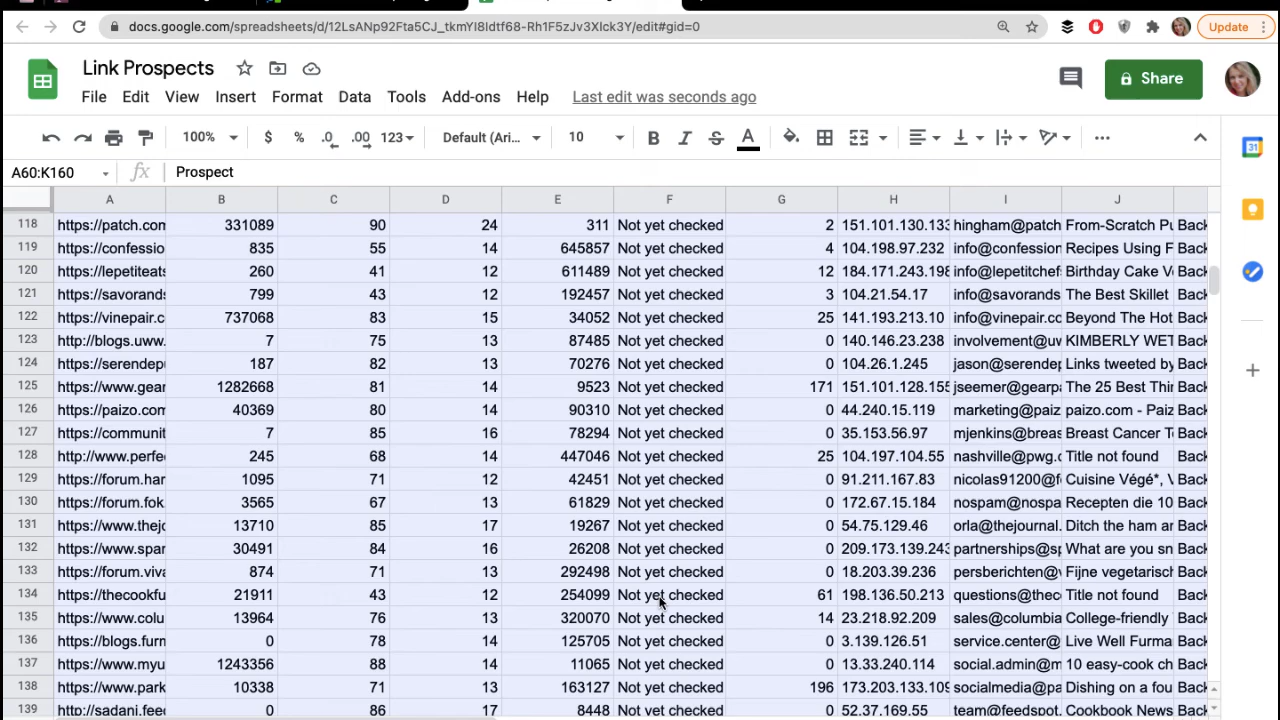 docs.google.com/spreadsheets/d/12LsANp92Fta5CJ_tkmYI8Idtf68-Rh1F5zJv3XIck3Y/edit#gid=0 Update
Link Prospects
File Edit View Insert Format Data Tools Add-ons Help Last edit was seconds ago Share
100% $ % .0 .00 123 Default (Ari... 10 B I S A
A60:K160 fx Prospect
A B C D E F G H I J
118 https://patch.com 331089 90 24 311 Not yet checked 2 151.101.130.133 hingham@patch From-Scratch Pu Back
119 https://confessio 835 55 14 645857 Not yet checked 4 104.198.97.232 info@confession Recipes Using F Back
120 https://lepetiteats 260 41 12 611489 Not yet checked 12 184.171.243.198 info@lepetitchef Birthday Cake V Back
121 https://savorands 799 43 12 192457 Not yet checked 3 104.21.54.17 info@savorands The Best Skillet Back
122 https://vinepair.c 737068 83 15 34052 Not yet checked 25 141.193.213.10 info@vinepair.co Beyond The Hot Back
123 http://blogs.uww. 7 75 13 87485 Not yet checked 0 140.146.23.238 involvement@uw KIMBERLY WET Back
124 https://serendep 187 82 13 70276 Not yet checked 0 104.26.1.245 jason@serendep Links tweeted by Back
125 https://www.gear 1282668 81 14 9523 Not yet checked 171 151.101.128.155 jseemer@gearpa The 25 Best Thi Back
126 https://paizo.com 40369 80 14 90310 Not yet checked 0 44.240.15.119 marketing@paiz paizo.com - Paiz Back
127 https://communit 7 85 16 78294 Not yet checked 0 35.153.56.97 mjenkins@breas Breast Cancer T Back
128 http://www.perfe 245 68 14 447046 Not yet checked 25 104.197.104.55 nashville@pwg.c Title not found Back
129 https://forum.har 1095 71 12 42451 Not yet checked 0 91.211.167.83 nicolas91200@f Cuisine Végé*, V Back
130 https://forum.fok. 3565 67 13 61829 Not yet checked 0 172.67.15.184 nospam@nospa Recepten die 10 Back
131 https://www.thejo 13710 85 17 19267 Not yet checked 0 54.75.129.46 orla@thejournal. Ditch the ham ar Back
132 https://www.spar 30491 84 16 26208 Not yet checked 0 209.173.139.243 partnerships@sp What are you sn Back
133 https://forum.viva 874 71 13 292498 Not yet checked 0 18.203.39.236 persberichten@v Fijne vegetarisch Back
134 https://thecookfu 21911 43 12 254099 Not yet checked 61 198.136.50.213 questions@thec Title not found Back
135 https://www.colu 13964 76 13 320070 Not yet checked 14 23.218.92.209 sales@columbia College-friendly Back
136 https://blogs.furn 0 78 14 125705 Not yet checked 0 3.139.126.51 service.center@ Live Well Furma Back
137 https://www.myu 1243356 88 14 11065 Not yet checked 0 13.33.240.114 social.admin@m 10 easy-cook ch Back
138 https://www.park 10338 71 13 163127 Not yet checked 196 173.203.133.109 socialmedia@pa Dishing on a fou Back
139 http://sadani.fee 0 86 17 8448 Not yet checked 0 52.37.169.55 team@feedspot. Cookbook News Back